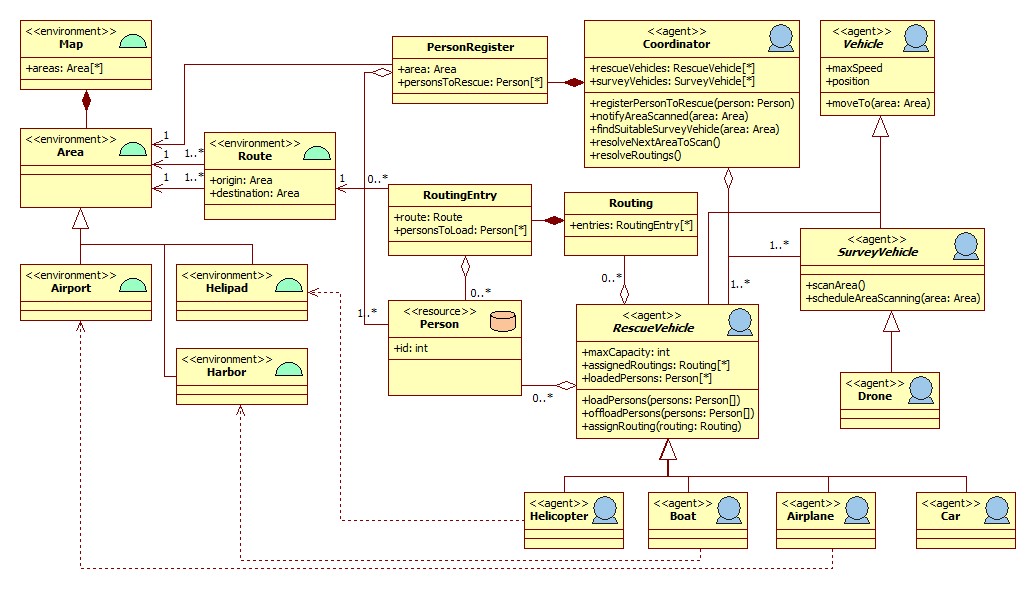 <<environment>>
Map
+areas: Area[*]
PersonRegister
+area: Area
+personsToRescue: Person[*]
<<agent>>
Coordinator
+rescueVehicles: RescueVehicle[*]
+surveyVehicles: SurveyVehicle[*]
+registerPersonToRescue(person: Person)
+notifyAreaScanned(area: Area)
+findSuitableSurveyVehicle(area: Area)
+resolveNextAreaToScan()
+resolveRoutings()
<<agent>>
Vehicle
+maxSpeed
+position
+moveTo(area: Area)
<<environment>>
Area
1
1
1..*
1
1..*
<<environment>>
Route
+origin: Area
+destination: Area
1
0..*
RoutingEntry
+route: Route
+personsToLoad: Person[*]
Routing
+entries: RoutingEntry[*]
1..*
<<agent>>
SurveyVehicle
+scanArea()
+scheduleAreaScanning(area: Area)
<<environment>>
Airport
<<environment>>
Helipad
<<environment>>
Harbor
0..*
0..*
1..*
1..*
<<resource>>
Person
+id: int
0..*
<<agent>>
RescueVehicle
+maxCapacity: int
+assignedRoutings: Routing[*]
+loadedPersons: Person[*]
+loadPersons(persons: Person[])
+offloadPersons(persons: Person[])
+assignRouting(routing: Routing)
<<agent>>
Drone
<<agent>>
Helicopter
<<agent>>
Boat
<<agent>>
Airplane
<<agent>>
Car